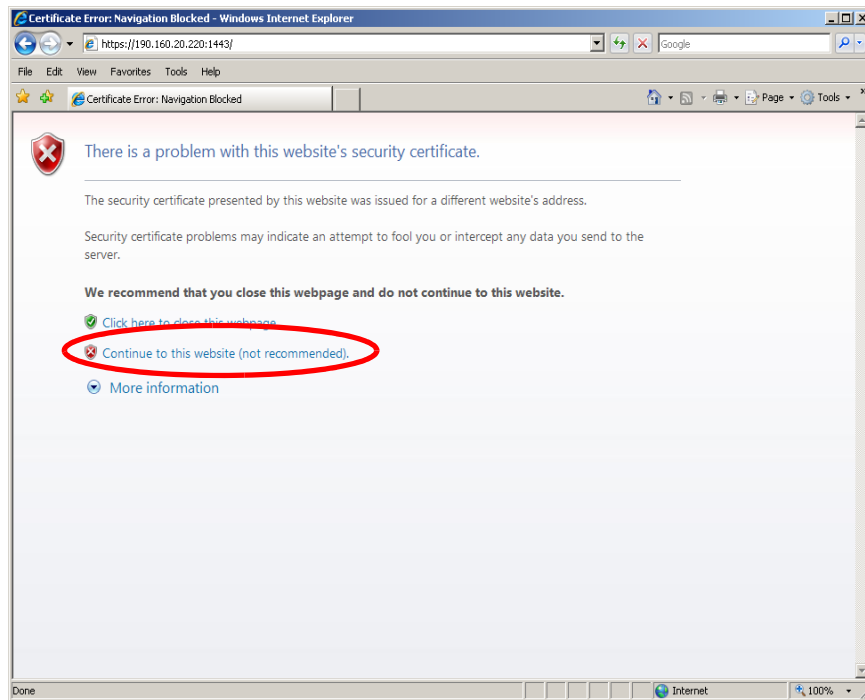 Certificate Error: Navigation Blocked - Windows Internet Explorer
https://190.160.20.220:1443/
Google
File Edit View Favorites Tools Help
Certificate Error: Navigation Blocked
Page Tools
There is a problem with this website's security certificate.
The security certificate presented by this website was issued for a different website's address.
Security certificate problems may indicate an attempt to fool you or intercept any data you send to the
server.
We recommend that you close this webpage and do not continue to this website.
Click here to close this webpage.
Continue to this website (not recommended).
More information
Done
Internet
100%